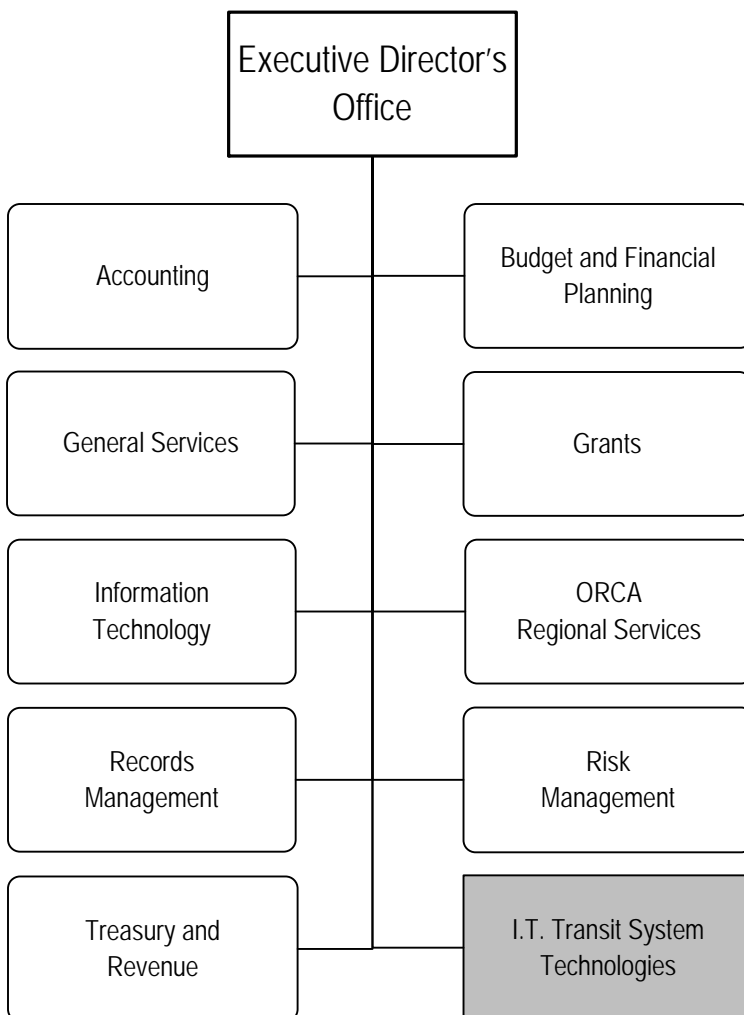 Executive Director's
Office
Accounting
Budget and Financial
Planning
General Services
Grants
Information
Technology
ORCA
Regional Services
Records
Management
Risk
Management
Treasury and
Revenue
I.T. Transit System
Technologies